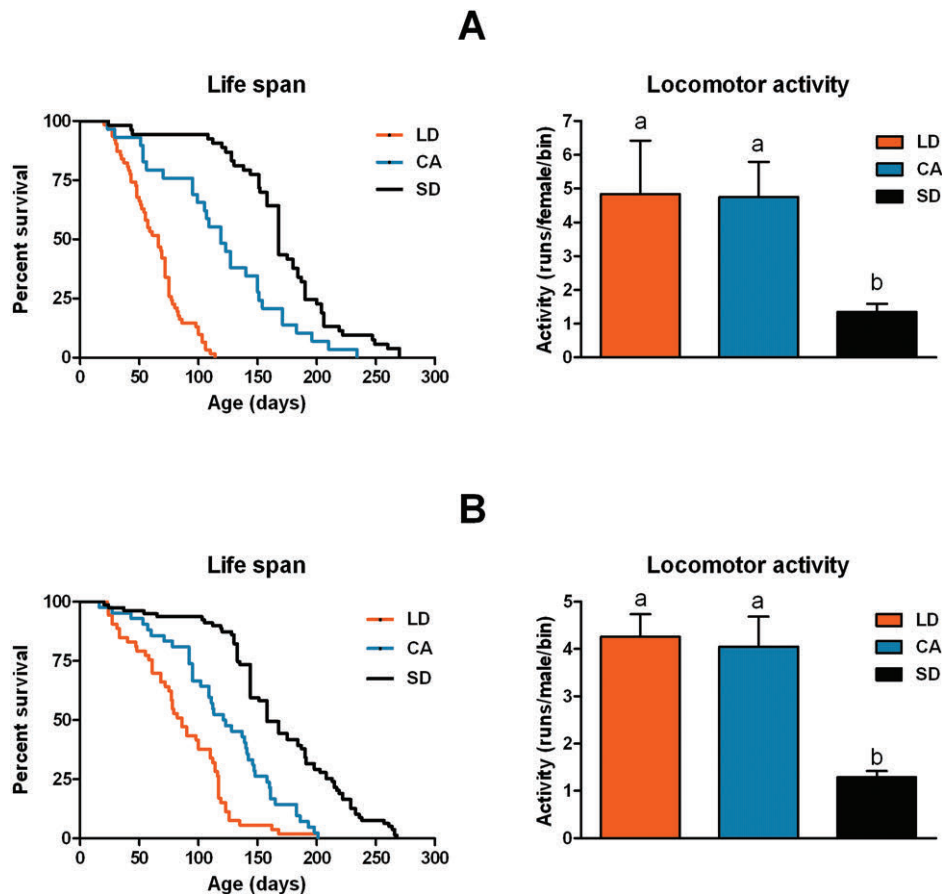 A
Life span
Percent survival
100
75
50
25
0
0 50 100 150 200 250 300
Age (days)
LD
CA
SD
Locomotor activity
Activity (runs/female/bin)
7
6
5
4
3
2
1
0
a
a
b
LD
CA
SD
B
Life span
Percent survival
100
75
50
25
0
0 50 100 150 200 250 300
Age (days)
LD
CA
SD
Locomotor activity
Activity (runs/male/bin)
5
4
3
2
1
0
a
a
b
LD
CA
SD